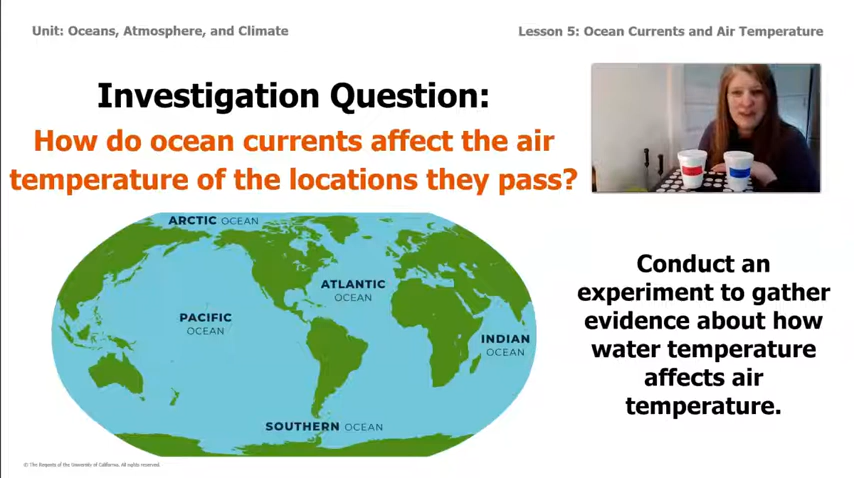 Unit: Oceans, Atmosphere, and Climate
Lesson 5: Ocean Currents and Air Temperature
Investigation Question:
How do ocean currents affect the air
temperature of the locations they pass?
ARCTIC OCEAN
ATLANTIC
OCEAN
PACIFIC
OCEAN
INDIAN
OCEAN
SOUTHERN OCEAN
Conduct an
experiment to gather
evidence about how
water temperature
affects air
temperature.
© The Regents of the University of California. All rights reserved.